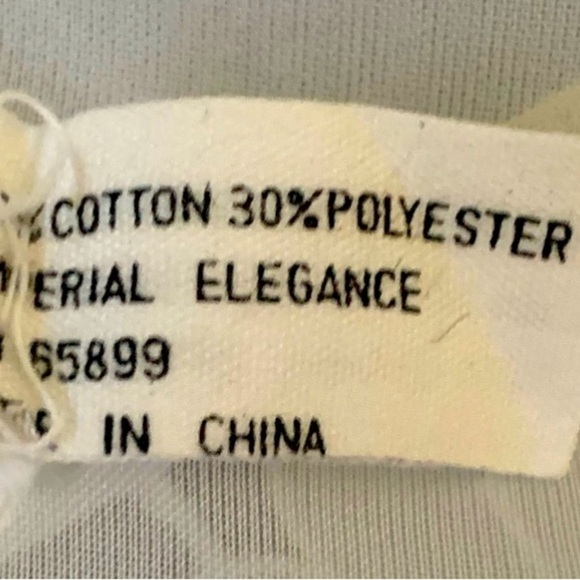 % COTTON 30% POLYESTER
ERIAL ELEGANCE
65899
IN CHINA